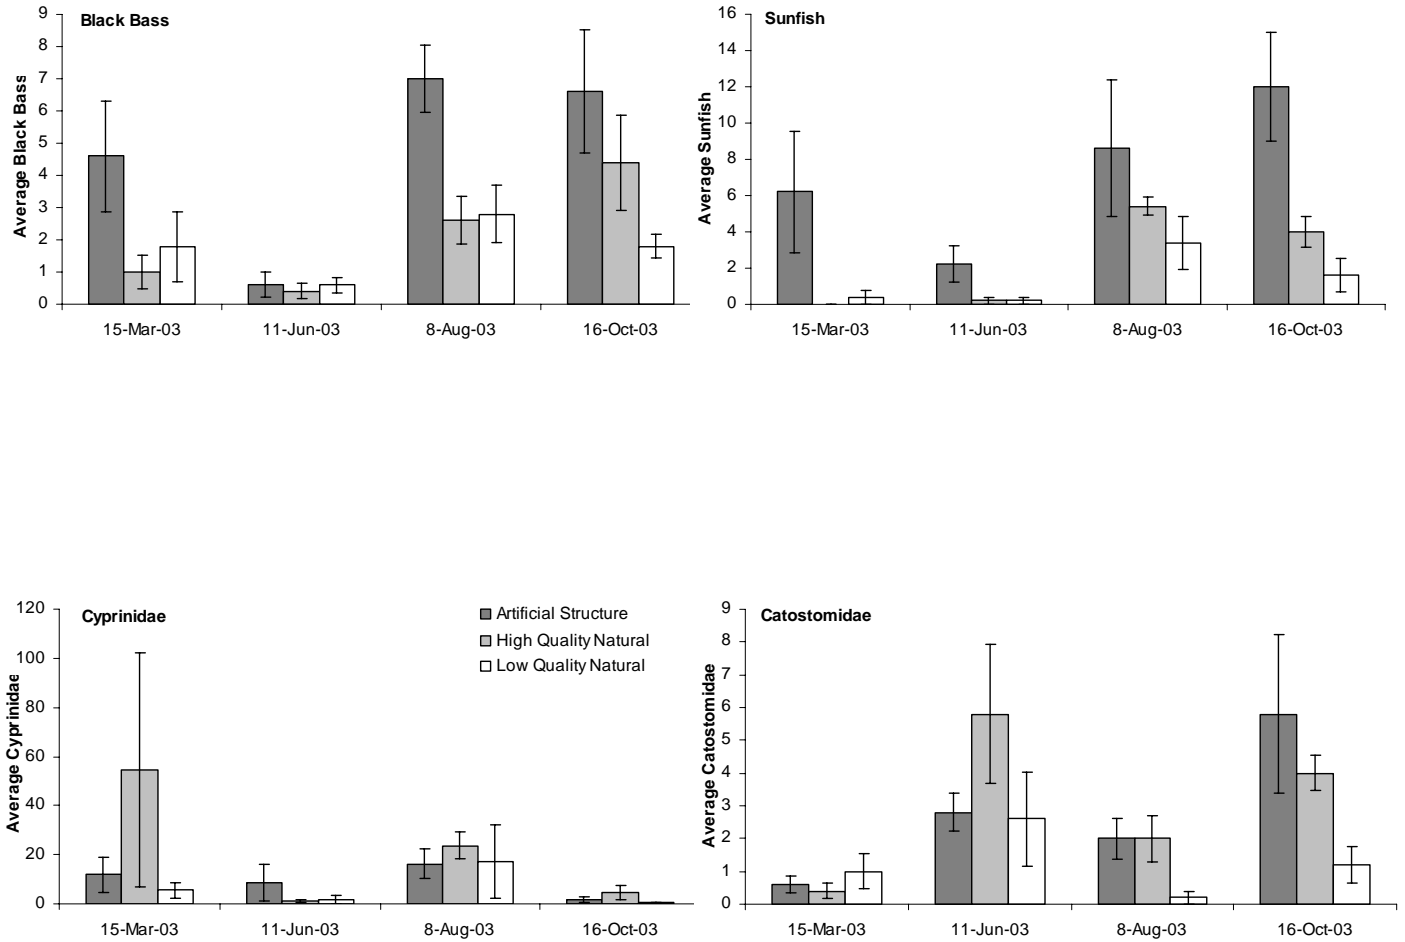 Black Bass
Average Black Bass
9
8
7
6
5
4
3
2
1
0
15-Mar-03 11-Jun-03 8-Aug-03 16-Oct-03
Sunfish
Average Sunfish
16
14
12
10
8
6
4
2
0
15-Mar-03 11-Jun-03 8-Aug-03 16-Oct-03
Cyprinidae
Average Cyprinidae
120
100
80
60
40
20
0
Artificial Structure
High Quality Natural
Low Quality Natural
15-Mar-03 11-Jun-03 8-Aug-03 16-Oct-03
Catostomidae
Average Catostomidae
9
8
7
6
5
4
3
2
1
0
15-Mar-03 11-Jun-03 8-Aug-03 16-Oct-03